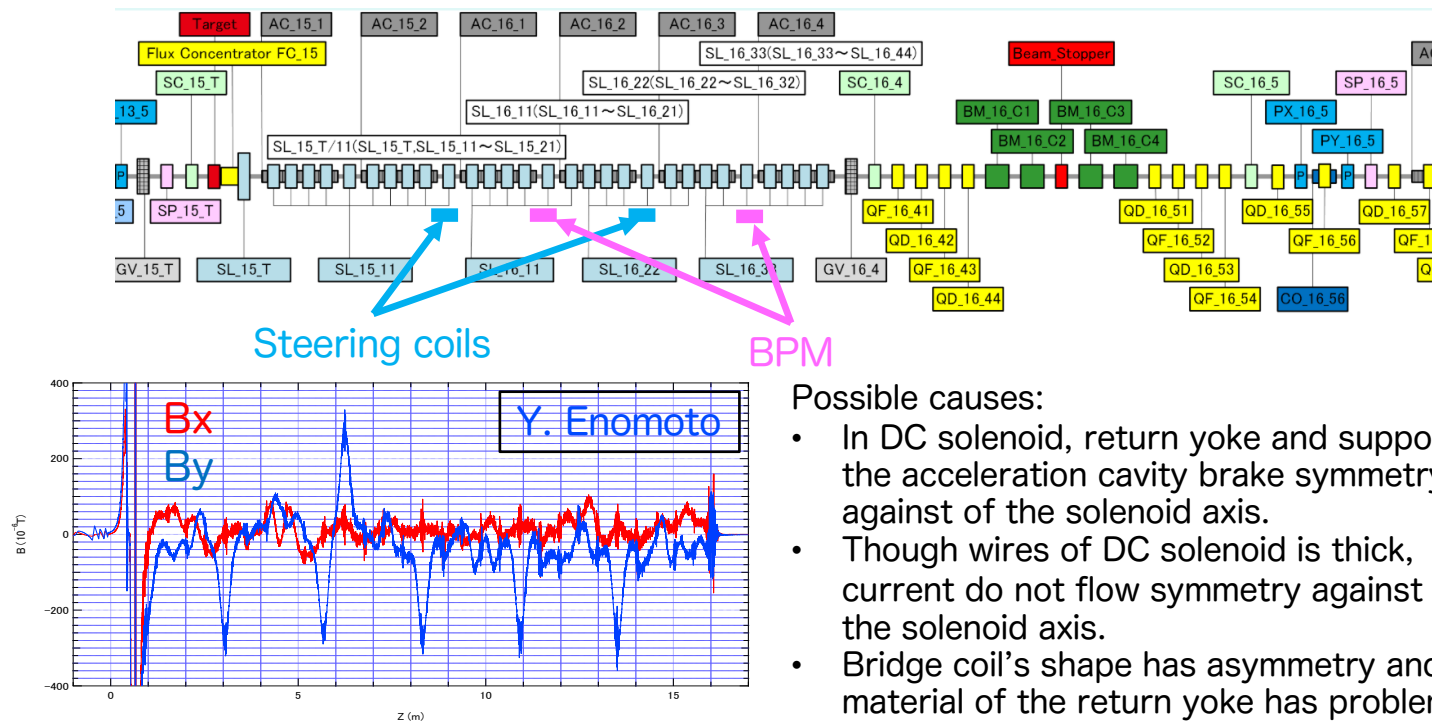 Target
AC_15_1
AC_15_2
AC_16_1
AC_16_2
AC_16_3
AC_16_4
Flux Concentrator FC_15
SL_16_33(SL_16_33～SL_16_44)
Beam_Stopper
SC_15_T
SL_16_22(SL_16_22～SL_16_32)
SC_16_4
SC_16_5
SP_16_5
_13_5
SL_16_11(SL_16_11～SL_16_21)
BM_16_C1
BM_16_C3
PX_16_5
BM_16_C2
BM_16_C4
PY_16_5
SL_15_T/11(SL_15_T,SL_15_11～SL_15_21)
P
P
P
_5
SP_15_T
QF_16_41
QD_16_51
QD_16_55
QD_16_57
QD_16_42
QF_16_52
QF_16_56
QF_1
GV_15_T
SL_15_T
SL_15_11
SL_16_11
SL_16_22
SL_16_33
GV_16_4
QF_16_43
QD_16_53
QD_16_44
QF_16_54
CO_16_56
Steering coils
BPM
Bx
By
Y. Enomoto
400
200
0
−200
−400
B (10⁻⁴T)
0
5
10
15
Z (m)
Possible causes:
• In DC solenoid, return yoke and suppo
the acceleration cavity brake symmetry
against of the solenoid axis.
• Though wires of DC solenoid is thick,
current do not flow symmetry against
the solenoid axis.
• Bridge coil's shape has asymmetry and
material of the return yoke has problem